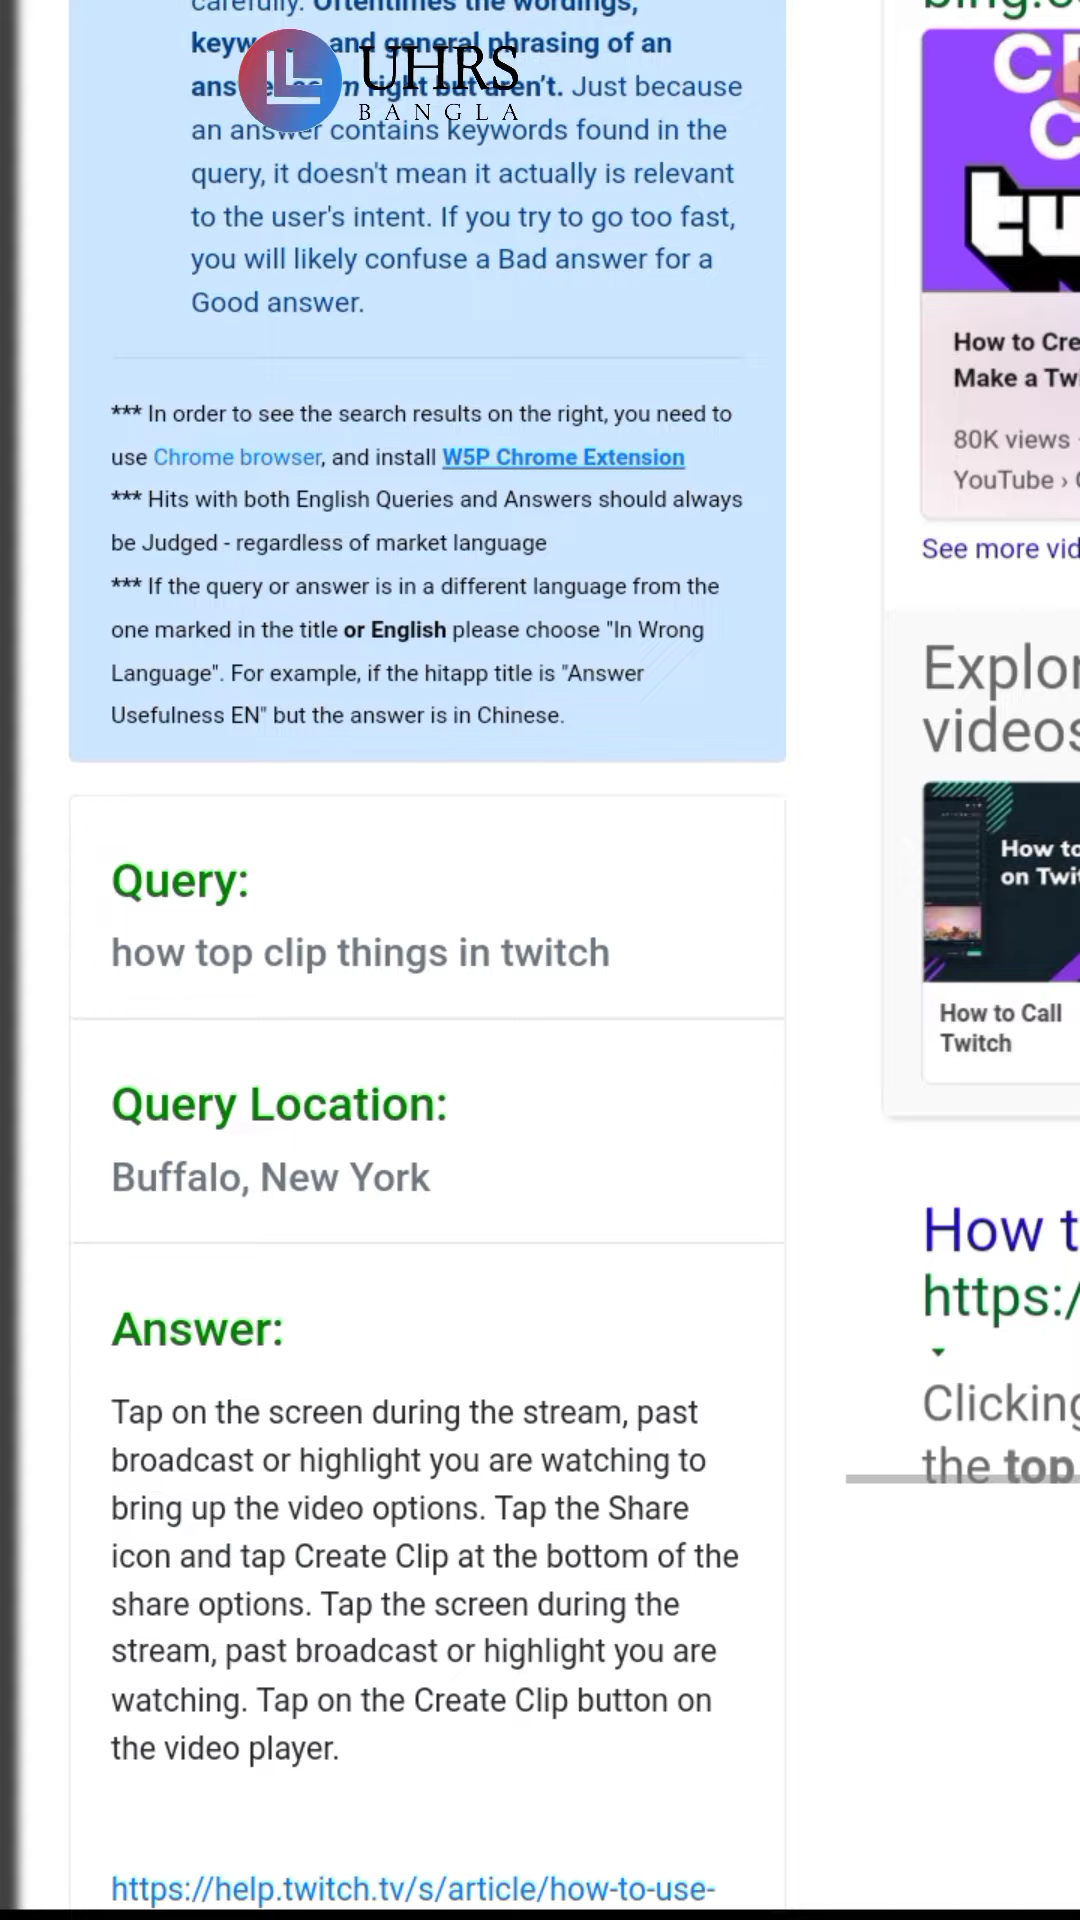 carefully. Oftentimes the wordings,
and general phrasing of an
right but aren't. Just because
an answer contains keywords found in the
query, it doesn't mean it actually is relevant
to the user's intent. If you try to go too fast,
you will likely confuse a Bad answer for a
Good answer.
UHRS
BANGLA
*** In order to see the search results on the right, you need to
use Chrome browser, and install W5P Chrome Extension
*** Hits with both English Queries and Answers should always
be Judged - regardless of market language
*** If the query or answer is in a different language from the
one marked in the title or English please choose "In Wrong
Language". For example, if the hitapp title is "Answer
Usefulness EN" but the answer is in Chinese.
Query:
how top clip things in twitch
Query Location:
Buffalo, New York
Answer:
Tap on the screen during the stream, past
broadcast or highlight you are watching to
bring up the video options. Tap the Share
icon and tap Create Clip at the bottom of the
share options. Tap the screen during the
stream, past broadcast or highlight you are
watching. Tap on the Create Clip button on
the video player.
https://help.twitch.tv/s/article/how-to-use-
How to Cre
Make a Tw
80K views
YouTube ›
See more vid
Explor
videos
How to
on Twit
How to Call
Twitch
How t
https:/
Clicking
the top